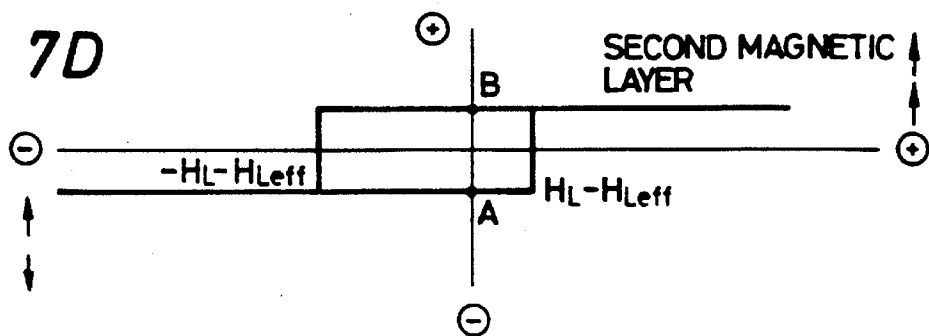 7D
⊕
SECOND MAGNETIC
LAYER
B
⊖
⊕
-HL-HLeff
HL-HLeff
A
⊖